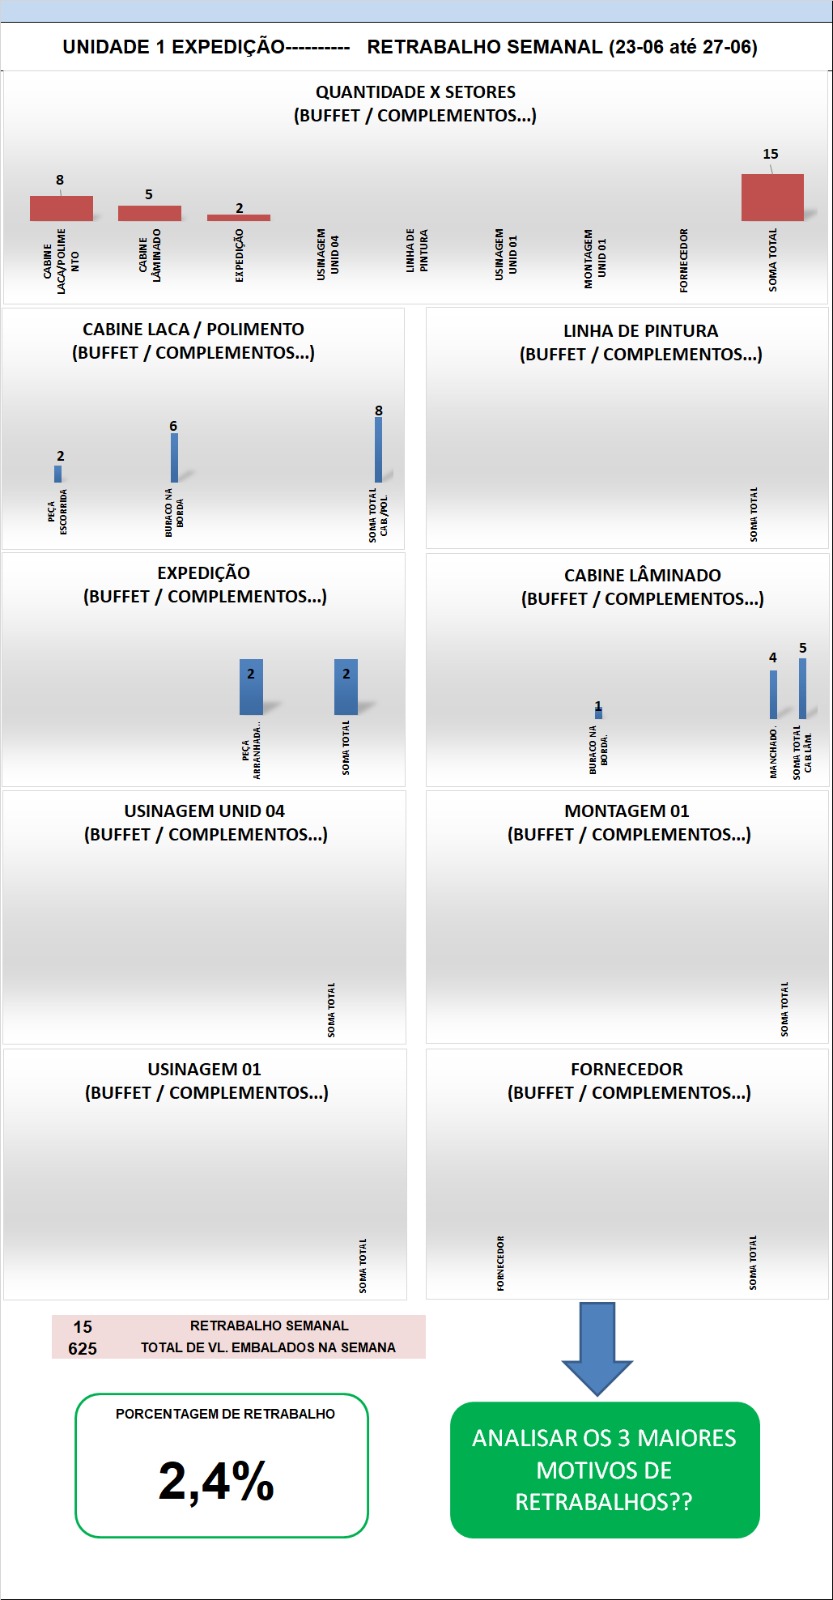 UNIDADE 1 EXPEDIÇÃO---------- RETRABALHO SEMANAL (23-06 até 27-06)
QUANTIDADE X SETORES
(BUFFET / COMPLEMENTOS...)
8
5
2
15
CABINE
LACA/POLIME
NTO
CABINE
LÂMINADO
EXPEDIÇÃO
USINAGEM
UNID 04
LINHA DE
PINTURA
USINAGEM
UNID 01
MONTAGEM
UNID 01
FORNECEDOR
SOMA TOTAL
CABINE LACA / POLIMENTO
(BUFFET / COMPLEMENTOS...)
2
6
8
PEÇA
ESCORRIDA
BURACO NA
BORDA
SOMA TOTAL
CAB./POL.
LINHA DE PINTURA
(BUFFET / COMPLEMENTOS...)
SOMA TOTAL
EXPEDIÇÃO
(BUFFET / COMPLEMENTOS...)
2
2
PEÇA
ARRANHADA..
SOMA TOTAL
CABINE LÂMINADO
(BUFFET / COMPLEMENTOS...)
1
4
5
BURACO NA
BORDA.
MANCHADO.
SOMA TOTAL
CAB.LÂM.
USINAGEM UNID 04
(BUFFET / COMPLEMENTOS...)
SOMA TOTAL
MONTAGEM 01
(BUFFET / COMPLEMENTOS...)
SOMA TOTAL
USINAGEM 01
(BUFFET / COMPLEMENTOS...)
SOMA TOTAL
FORNECEDOR
(BUFFET / COMPLEMENTOS...)
FORNECEDOR
SOMA TOTAL
15 RETRABALHO SEMANAL
625 TOTAL DE VL. EMBALADOS NA SEMANA
PORCENTAGEM DE RETRABALHO
2,4%
ANALISAR OS 3 MAIORES
MOTIVOS DE
RETRABALHOS??